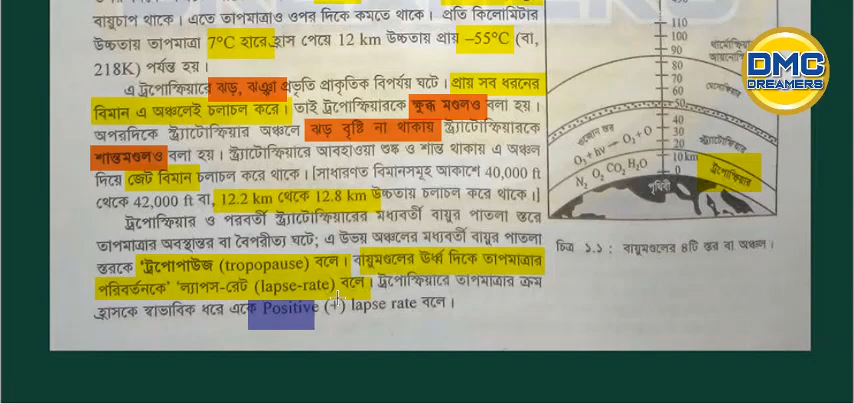 বায়ুচাপ থাকে। এতে তাপমাত্রাও ওপর দিকে কমতে থাকে। প্রতি কিলোমিটার
উচ্চতায় তাপমাত্রা 7°C হারে হ্রাস পেয়ে 12 km উচ্চতায় প্রায় –55°C (বা,
218K) পর্যন্ত হয়।
এ ট্রপোস্ফিয়ারে ঝড়, ঝঞ্ঝা প্রভৃতি প্রাকৃতিক বিপর্যয় ঘটে। প্রায় সব ধরনের
বিমান এ অঞ্চলেই চলাচল করে। তাই ট্রপোস্ফিয়ারকে ক্ষুব্ধ মণ্ডলও বলা হয়।
অপরদিকে স্ট্র্যাটোস্ফিয়ার অঞ্চলে ঝড় বৃষ্টি না থাকায় স্ট্র্যাটোস্ফিয়ারকে
শান্তমণ্ডলও বলা হয়। স্ট্র্যাটোস্ফিয়ারে আবহাওয়া শুষ্ক ও শান্ত থাকায় এ অঞ্চল
দিয়ে জেট বিমান চলাচল করে থাকে। [সাধারণত বিমানসমূহ আকাশে 40,000 ft
থেকে 42,000 ft বা, 12.2 km থেকে 12.8 km উচ্চতায় চলাচল করে থাকে।]
ট্রপোস্ফিয়ার ও পরবর্তী স্ট্র্যাটোস্ফিয়ারের মধ্যবর্তী বায়ুর পাতলা স্তরে
তাপমাত্রার অবস্থান্তর বা বৈপরীত্য ঘটে; এ উভয় অঞ্চলের মধ্যবর্তী বায়ুর পাতলা
স্তরকে 'ট্রপোপাউজ (tropopause) বলে। বায়ুমণ্ডলের ঊর্ধ্ব দিকে তাপমাত্রার
পরিবর্তনকে' 'ল্যাপস-রেট (lapse-rate) বলে। ট্রপোস্ফিয়ারে তাপমাত্রার ক্রম
হ্রাসকে স্বাভাবিক ধরে একে Positive (+) lapse rate বলে।
110
100
90
80
70
60
50
40
30
20
10 km
0
থার্মোস্ফিয়ার
মেসোস্ফিয়ার
স্ট্র্যাটোস্ফিয়ার
ট্রপোস্ফিয়ার
ওজোন স্তর
O₃ + hν → O₂ + O
N₂ O₂ CO₂ H₂O
পৃথিবী
চিত্র ১.১ : বায়ুমণ্ডলের ৪টি স্তর বা অঞ্চল।
DMC
DREAMERS